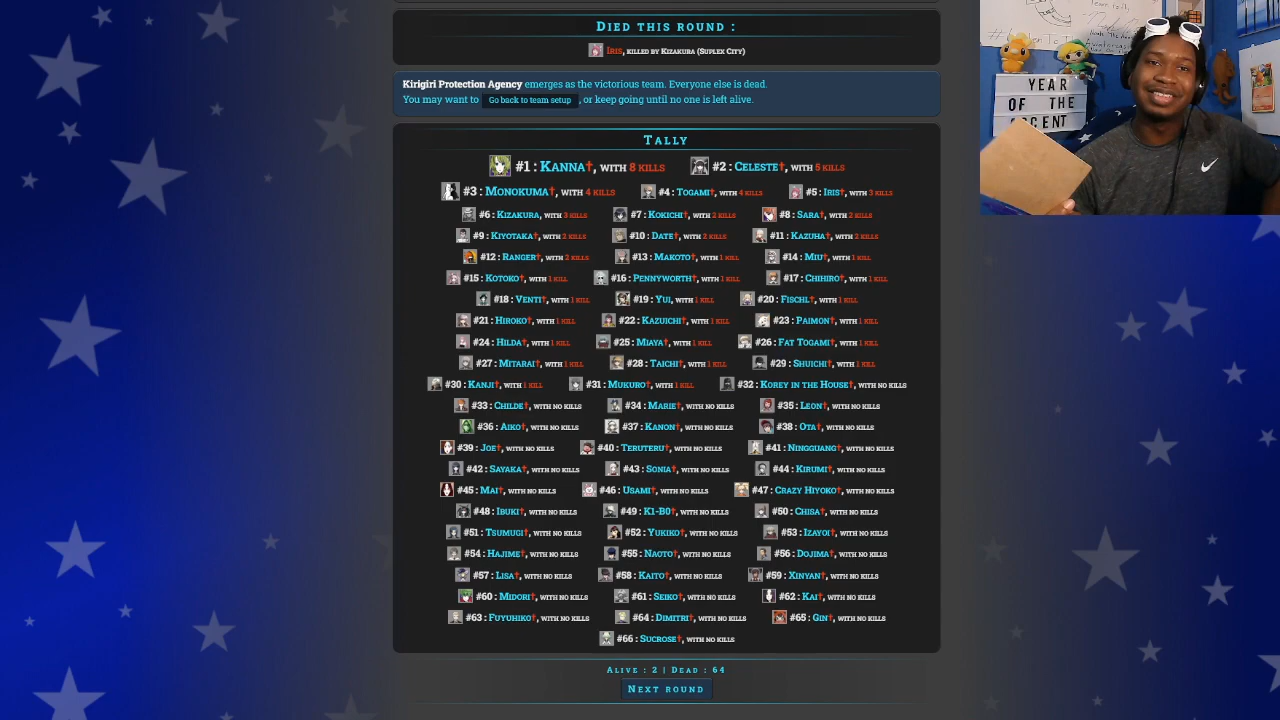 Died this round :
Iris, killed by Kizakura (Suplex City)
Kirigiri Protection Agency emerges as the victorious team. Everyone else is dead.
You may want to Go back to team setup, or keep going until no one is left alive.
Tally
#1 : Kanna†, with 8 kills #2 : Celeste†, with 5 kills
#3 : Monokuma†, with 4 kills #4 : Togami†, with 4 kills #5 : Iris†, with 3 kills
#6 : Kizakura, with 3 kills #7 : Kokichi†, with 2 kills #8 : Sara†, with 2 kills
#9 : Kiyotaka†, with 2 kills #10 : Date†, with 2 kills #11 : Kazuha†, with 2 kills
#12 : Ranger†, with 2 kills #13 : Makoto†, with 1 kill #14 : Miu†, with 1 kill
#15 : Kotoko†, with 1 kill #16 : Pennyworth†, with 1 kill #17 : Chihiro†, with 1 kill
#18 : Venti†, with 1 kill #19 : Yui, with 1 kill #20 : Fischl†, with 1 kill
#21 : Hiroko†, with 1 kill #22 : Kazuichi†, with 1 kill #23 : Paimon†, with 1 kill
#24 : Hilda†, with 1 kill #25 : Miaya†, with 1 kill #26 : Fat Togami†, with 1 kill
#27 : Mitarai†, with 1 kill #28 : Taichi†, with 1 kill #29 : Shuichi†, with 1 kill
#30 : Kanji†, with 1 kill #31 : Mukuro†, with 1 kill #32 : Korey in the House†, with no kills
#33 : Childe†, with no kills #34 : Marie†, with no kills #35 : Leon†, with no kills
#36 : Aiko†, with no kills #37 : Kanon†, with no kills #38 : Ota†, with no kills
#39 : Joe†, with no kills #40 : Teruteru†, with no kills #41 : Ningguang†, with no kills
#42 : Sayaka†, with no kills #43 : Sonia†, with no kills #44 : Kirumi†, with no kills
#45 : Mai†, with no kills #46 : Usami†, with no kills #47 : Crazy Hiyoko†, with no kills
#48 : Ibuki†, with no kills #49 : K1-B0†, with no kills #50 : Chisa†, with no kills
#51 : Tsumugi†, with no kills #52 : Yukiko†, with no kills #53 : Izayoi†, with no kills
#54 : Hajime†, with no kills #55 : Naoto†, with no kills #56 : Dojima†, with no kills
#57 : Lisa†, with no kills #58 : Kaito†, with no kills #59 : Xinyan†, with no kills
#60 : Midori†, with no kills #61 : Seiko†, with no kills #62 : Kai†, with no kills
#63 : Fuyuhiko†, with no kills #64 : Dimitri†, with no kills #65 : Gin†, with no kills
#66 : Sucrose†, with no kills
Alive : 2 | Dead : 64
Next round
YEAR
OF THE